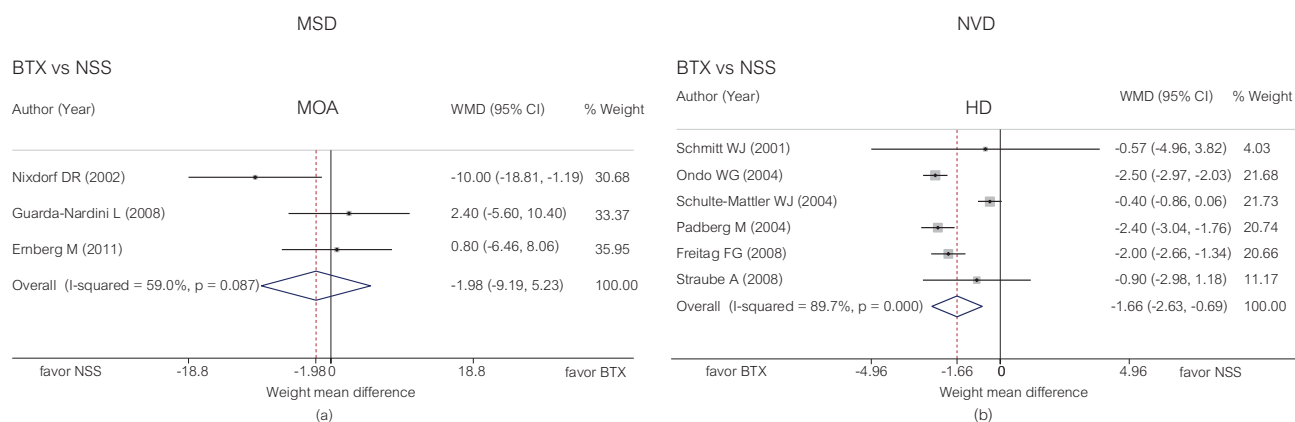 MSD
BTX vs NSS
Author (Year) MOA WMD (95% CI) % Weight
Nixdorf DR (2002) -10.00 (-18.81, -1.19) 30.68
Guarda-Nardini L (2008) 2.40 (-5.60, 10.40) 33.37
Ernberg M (2011) 0.80 (-6.46, 8.06) 35.95
Overall (I-squared = 59.0%, p = 0.087) -1.98 (-9.19, 5.23) 100.00
favor NSS -18.8 -1.98 0 18.8 favor BTX
Weight mean difference
(a)
NVD
BTX vs NSS
Author (Year) HD WMD (95% CI) % Weight
Schmitt WJ (2001) -0.57 (-4.96, 3.82) 4.03
Ondo WG (2004) -2.50 (-2.97, -2.03) 21.68
Schulte-Mattler WJ (2004) -0.40 (-0.86, 0.06) 21.73
Padberg M (2004) -2.40 (-3.04, -1.76) 20.74
Freitag FG (2008) -2.00 (-2.66, -1.34) 20.66
Straube A (2008) -0.90 (-2.98, 1.18) 11.17
Overall (I-squared = 89.7%, p = 0.000) -1.66 (-2.63, -0.69) 100.00
favor BTX -4.96 -1.66 0 4.96 favor NSS
Weight mean difference
(b)